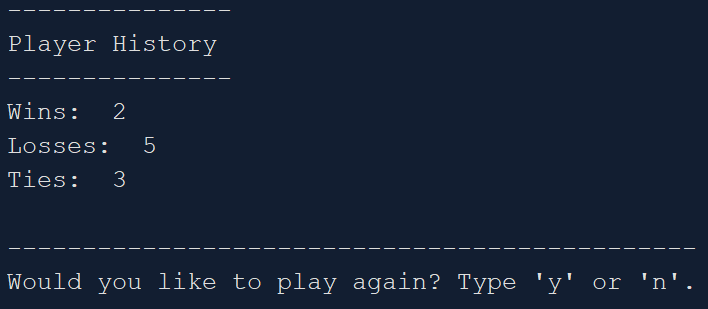 ---------------
Player History
---------------
Wins:  2
Losses:  5
Ties:  3
----------------------------------------------
Would you like to play again? Type 'y' or 'n'.